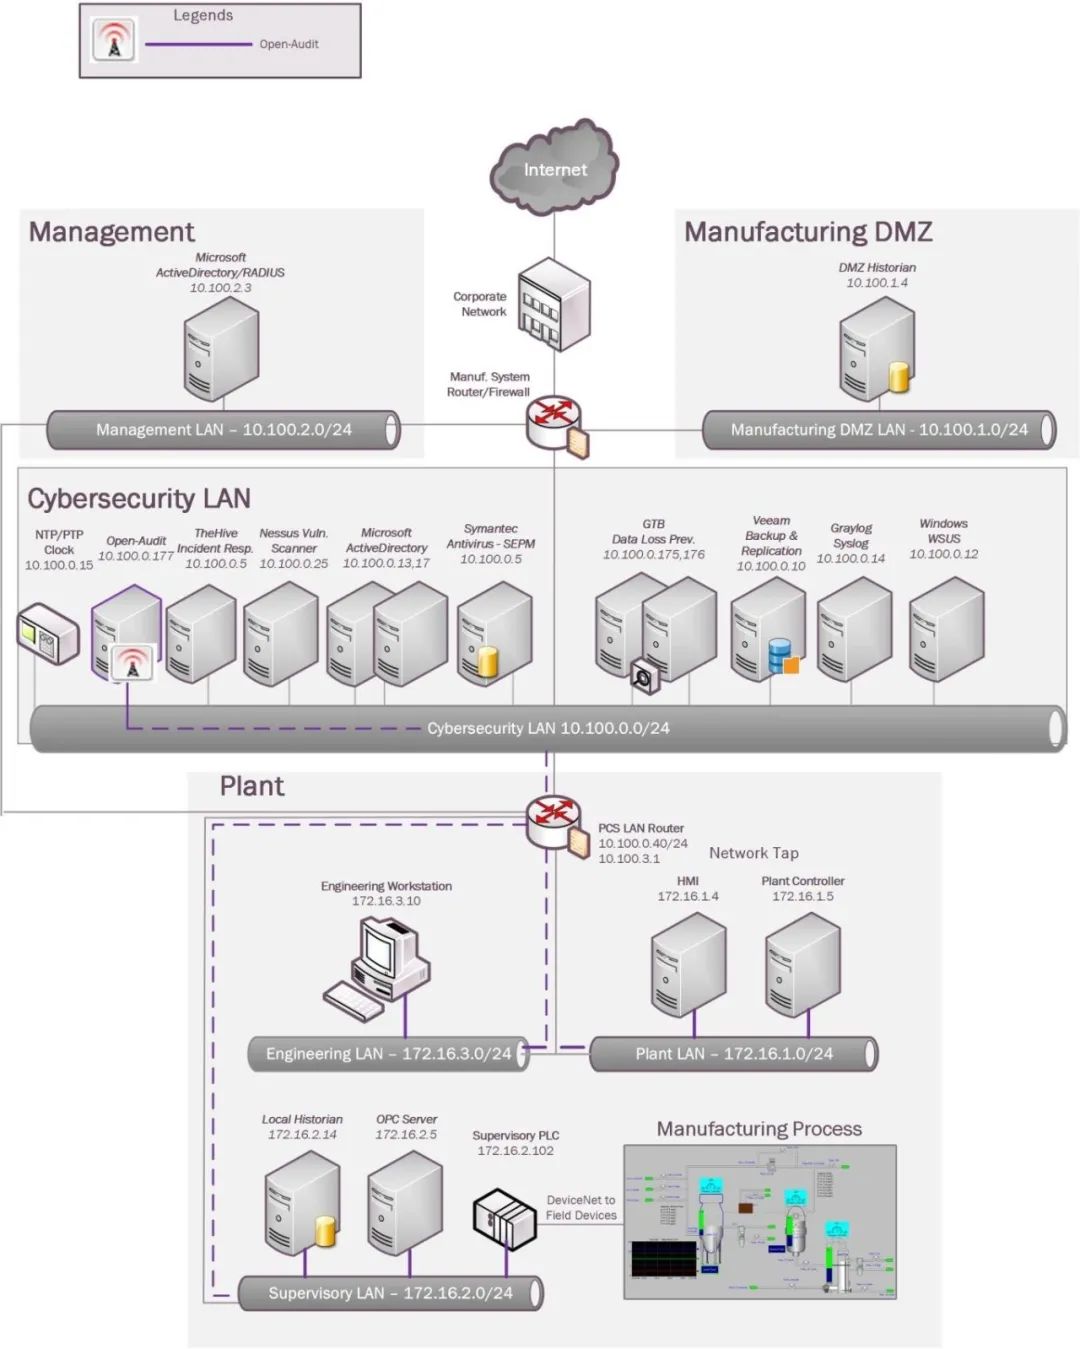 Legends
Open-Audit
Internet
Management
Manufacturing DMZ
Microsoft
ActiveDirectory/RADIUS
10.100.2.3
DMZ Historian
10.100.1.4
Corporate
Network
Manuf. System
Router/Firewall
Management LAN – 10.100.2.0/24
Manufacturing DMZ LAN - 10.100.1.0/24
Cybersecurity LAN
NTP/PTP
Clock
10.100.0.15
Open-Audit
10.100.0.177
TheHive
Incident Resp.
10.100.0.5
Nessus Vuln.
Scanner
10.100.0.25
Microsoft
ActiveDirectory
10.100.0.13,17
Symantec
Antivirus - SEPM
10.100.0.5
GTB
Data Loss Prev.
10.100.0.175,176
Veeam
Backup &
Replication
10.100.0.10
Graylog
Syslog
10.100.0.14
Windows
WSUS
10.100.0.12
Cybersecurity LAN 10.100.0.0/24
Plant
PCS LAN Router
10.100.0.40/24
10.100.3.1
Network Tap
Engineering Workstation
172.16.3.10
HMI
172.16.1.4
Plant Controller
172.16.1.5
Engineering LAN – 172.16.3.0/24
Plant LAN – 172.16.1.0/24
Local Historian
172.16.2.14
OPC Server
172.16.2.5
Supervisory PLC
172.16.2.102
Manufacturing Process
DeviceNet to
Field Devices
Supervisory LAN – 172.16.2.0/24